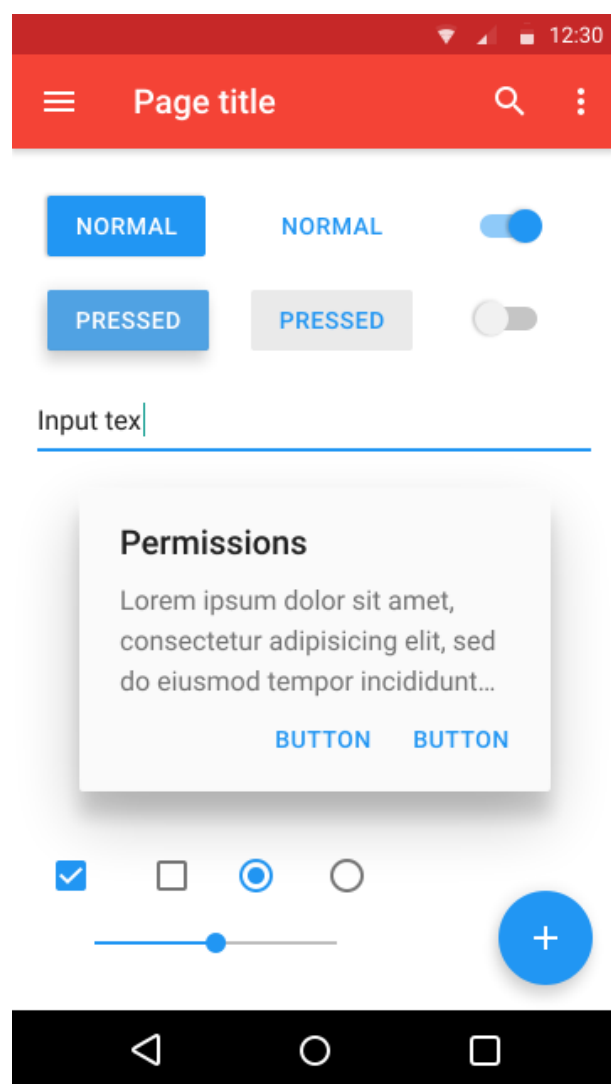 12:30
Page title
NORMAL NORMAL
PRESSED PRESSED
Input tex
Permissions
Lorem ipsum dolor sit amet,
consectetur adipisicing elit, sed
do eiusmod tempor incididunt...
BUTTON BUTTON